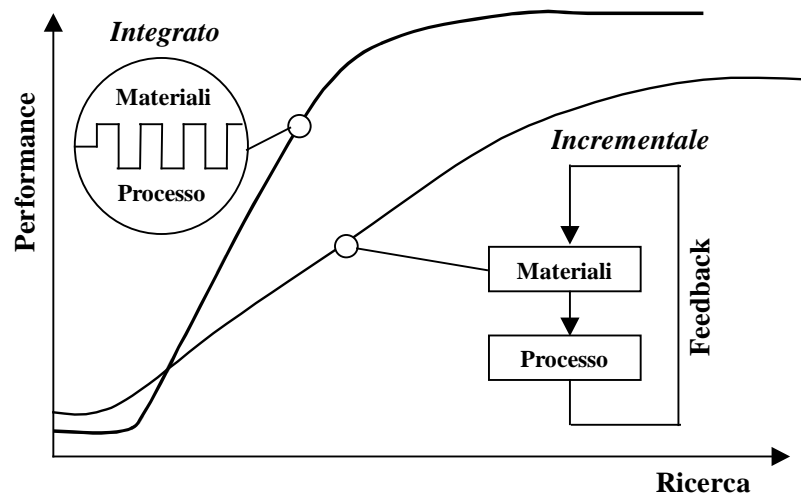 Integrato
Materiali
Processo
Performance
Incrementale
Materiali
Processo
Feedback
Ricerca